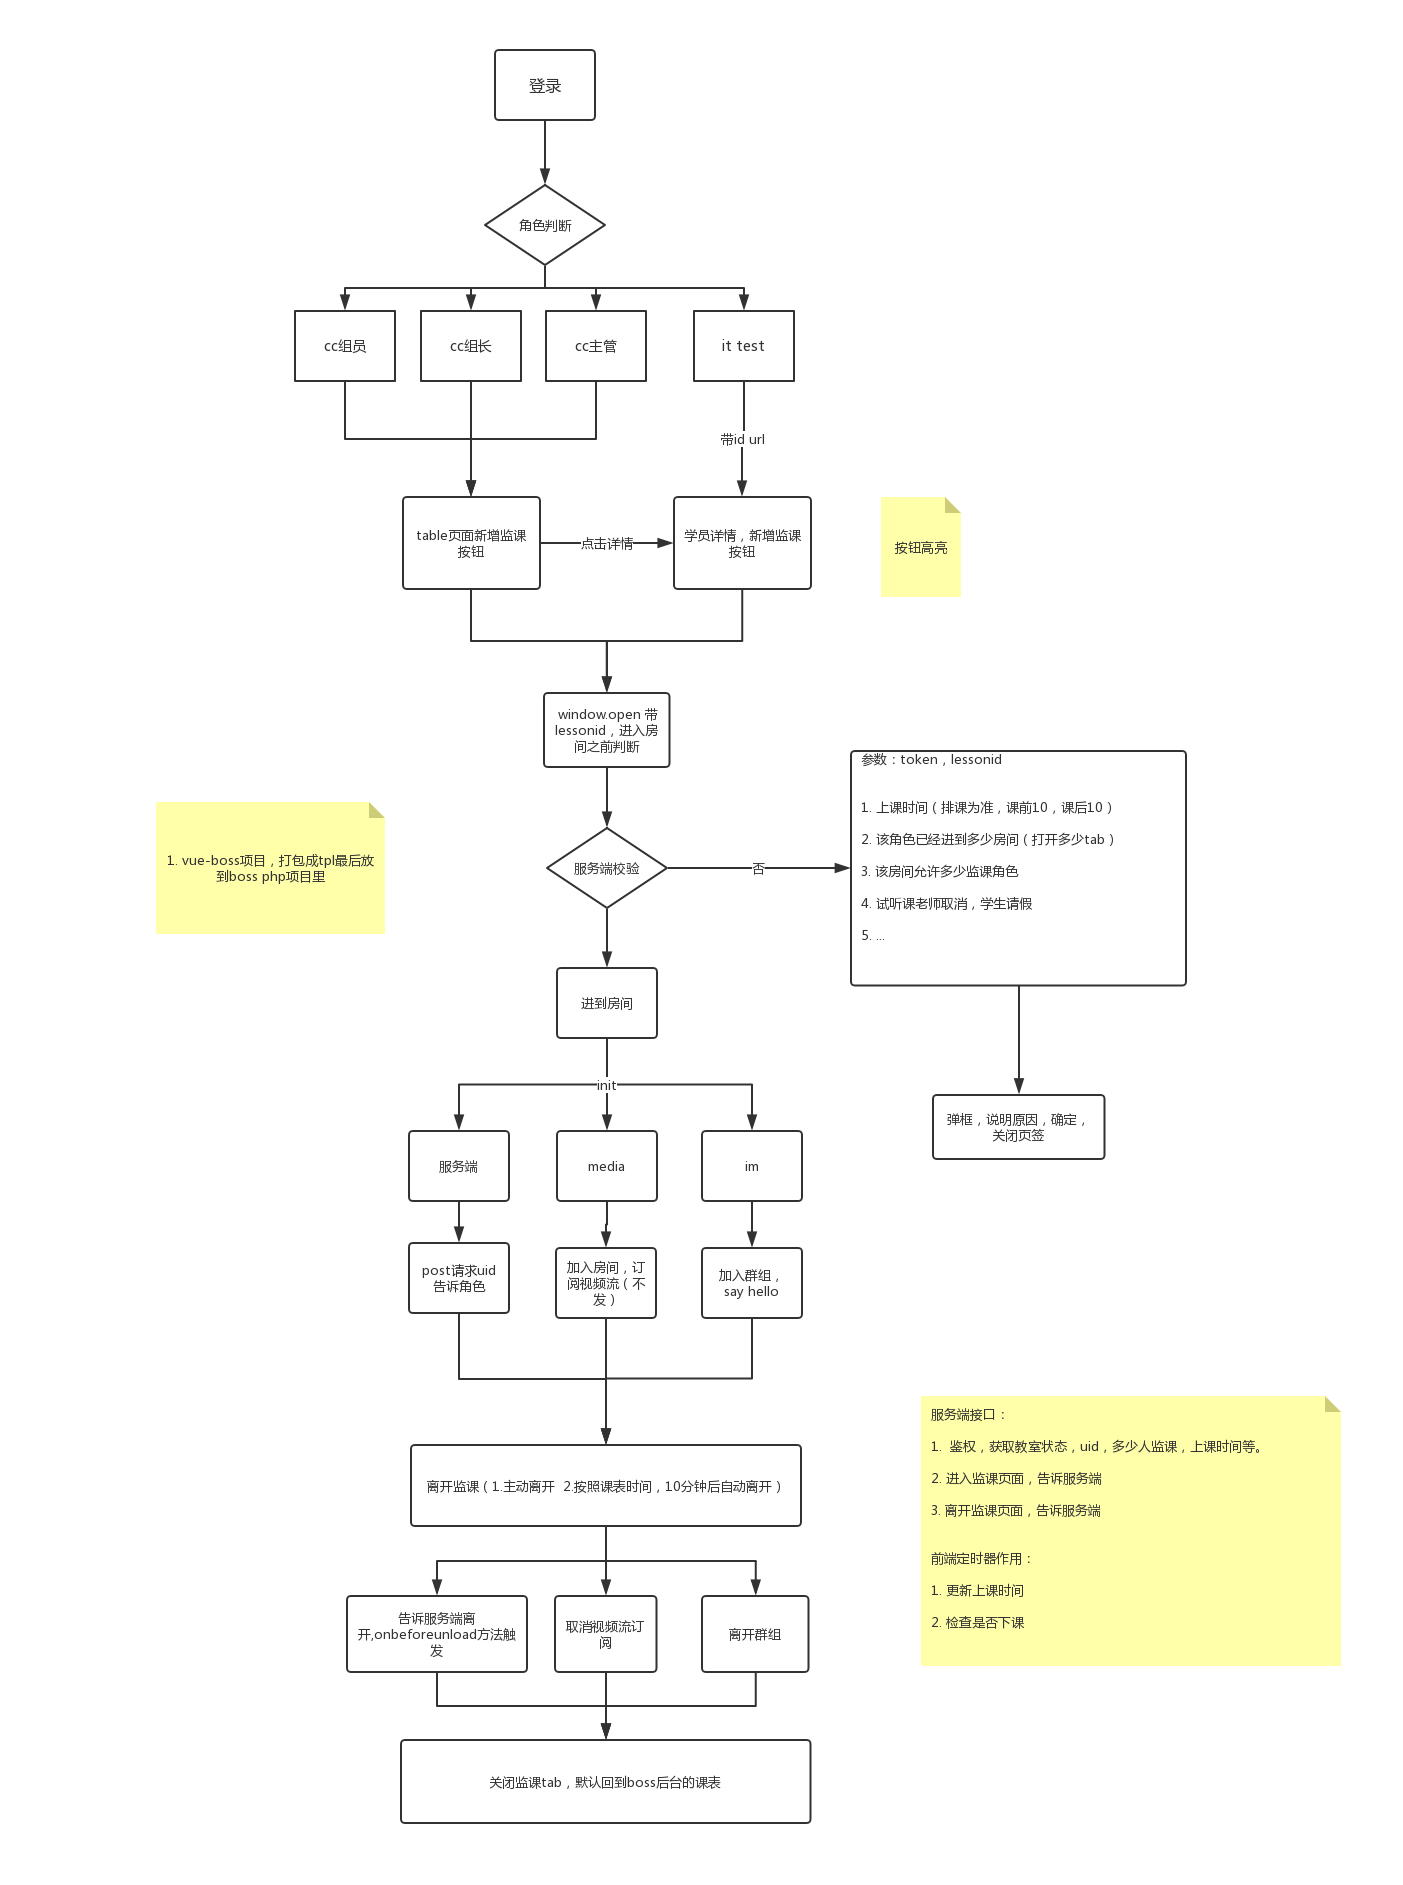 登录
角色判断
cc组员
cc组长
cc主管
it test
带id url
table页面新增监课
按钮
点击详情
学员详情，新增监课
按钮
按钮高亮
window.open 带
lessonid，进入房
间之前判断
参数：token，lessonid
1. 上课时间（排课为准，课前10，课后10）
2. 该角色已经进到多少房间（打开多少tab）
3. 该房间允许多少监课角色
4. 试听课老师取消，学生请假
5. ...
1. vue-boss项目，打包成tpl最后放
到boss php项目里
服务端校验
否
进到房间
init
弹框，说明原因，确定，
关闭页签
服务端
media
im
post请求uid
告诉角色
加入房间，订
阅视频流（不
发）
加入群组，
say hello
离开监课（1.主动离开  2.按照课表时间，10分钟后自动离开）
服务端接口：
1.  鉴权，获取教室状态，uid，多少人监课，上课时间等。
2. 进入监课页面，告诉服务端
3. 离开监课页面，告诉服务端
前端定时器作用：
1. 更新上课时间
2. 检查是否下课
告诉服务端离
开,onbeforeunload方法触
发
取消视频流订
阅
离开群组
关闭监课tab，默认回到boss后台的课表